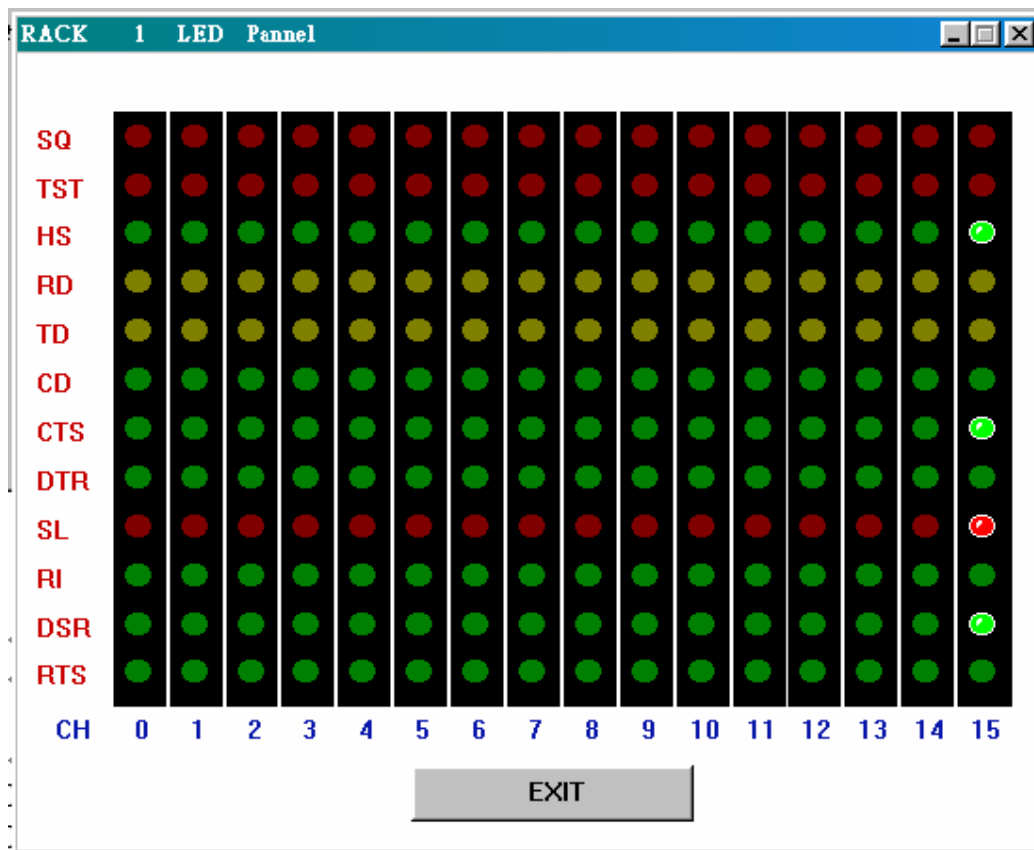 RACK 1 LED Pannel
SQ
TST
HS
RD
TD
CD
CTS
DTR
SL
RI
DSR
RTS
CH 0 1 2 3 4 5 6 7 8 9 10 11 12 13 14 15
EXIT